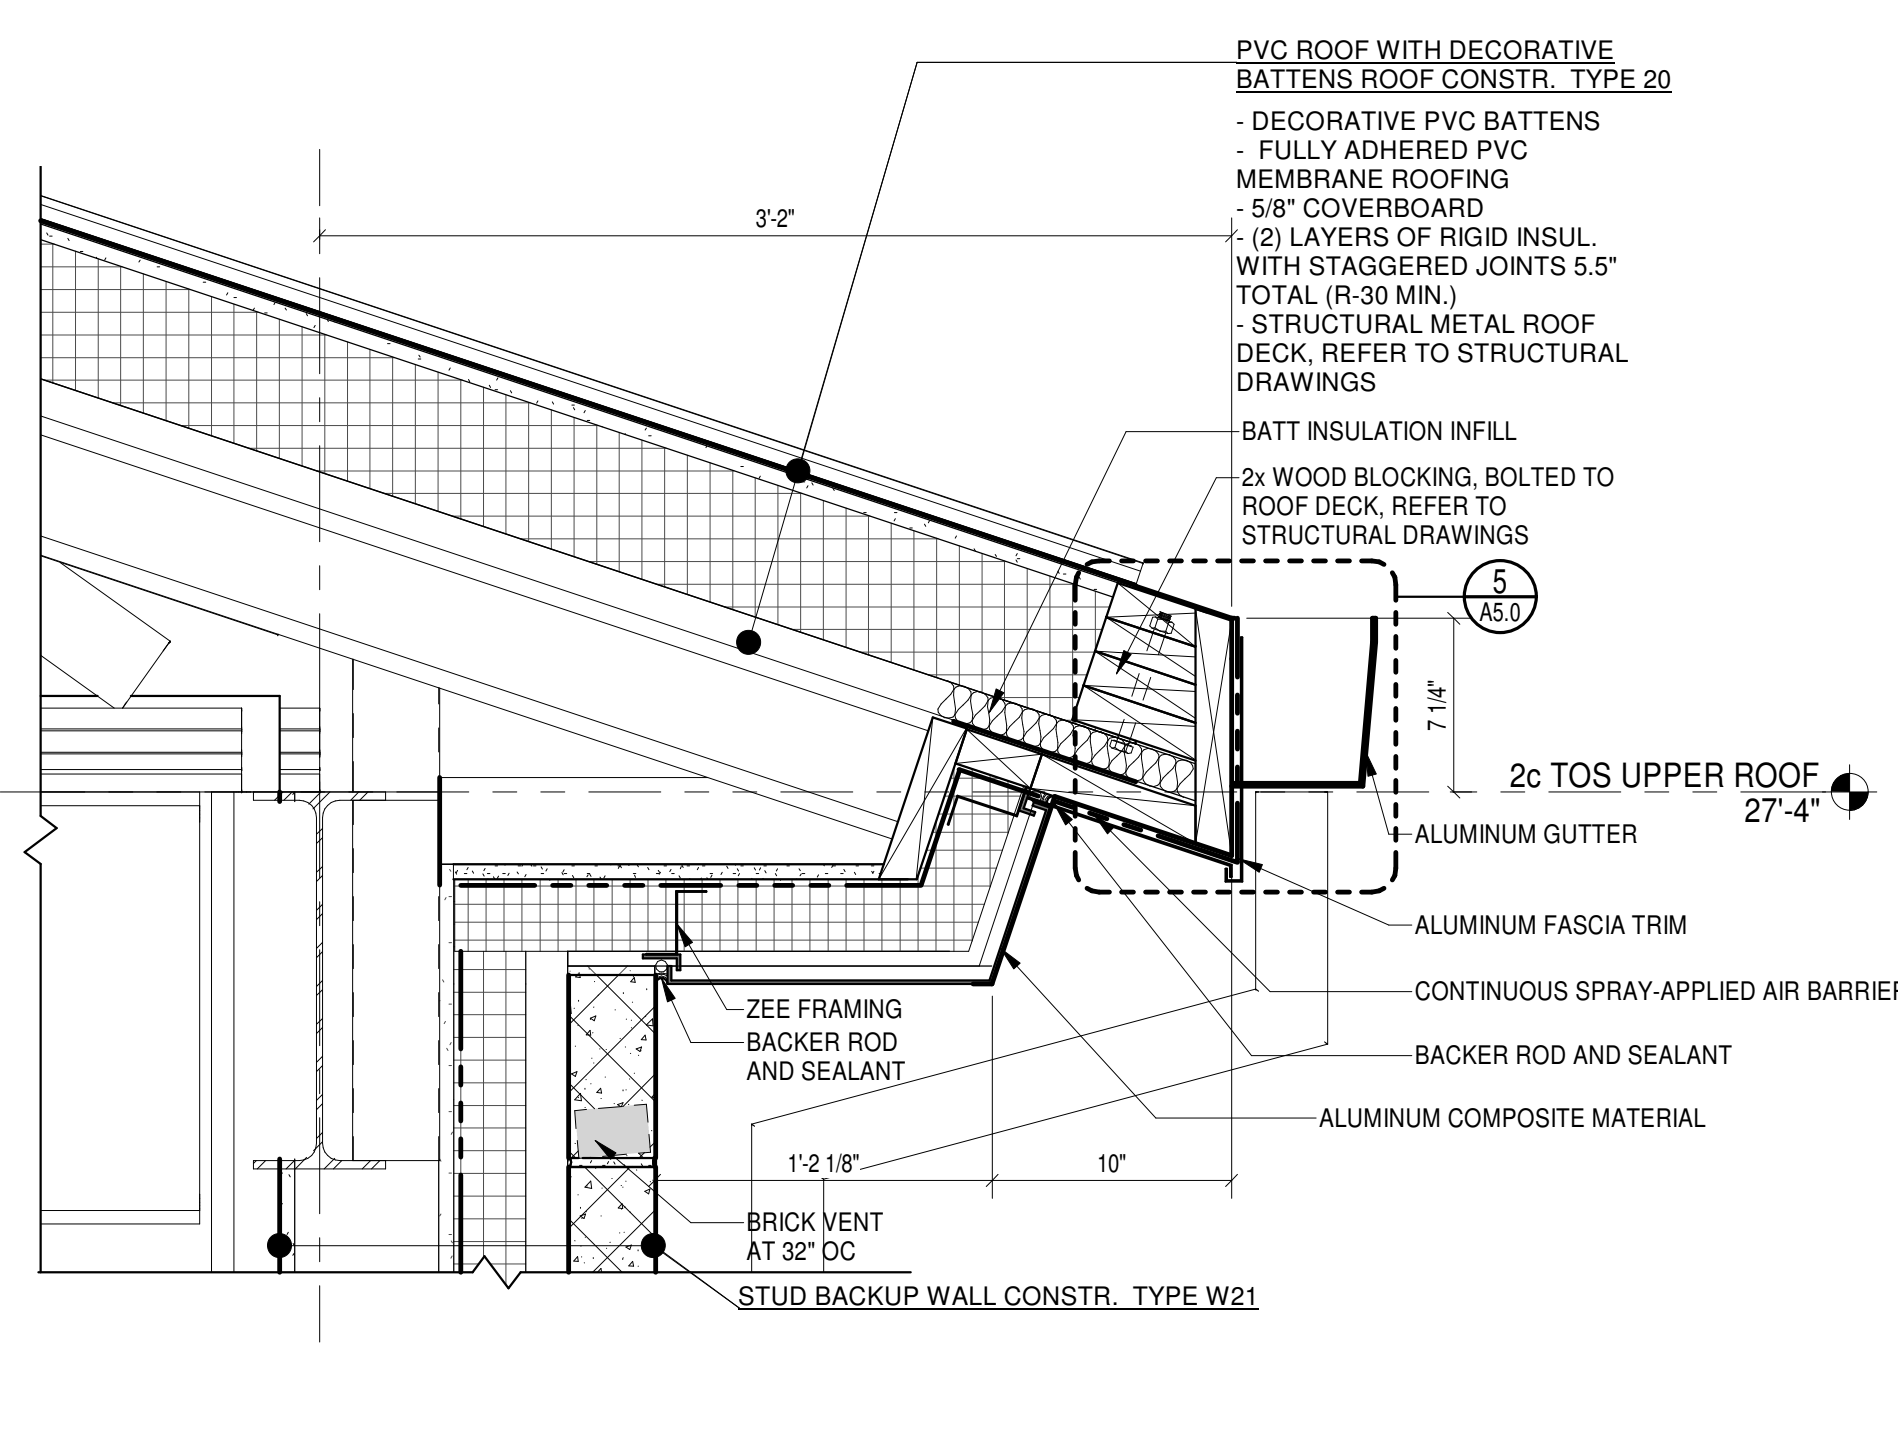 PVC ROOF WITH DECORATIVE
BATTENS ROOF CONSTR. TYPE 20
- DECORATIVE PVC BATTENS
- FULLY ADHERED PVC
MEMBRANE ROOFING
- 5/8" COVERBOARD
- (2) LAYERS OF RIGID INSUL.
WITH STAGGERED JOINTS 5.5"
TOTAL (R-30 MIN.)
- STRUCTURAL METAL ROOF
DECK, REFER TO STRUCTURAL
DRAWINGS
3'-2"
BATT INSULATION INFILL
2x WOOD BLOCKING, BOLTED TO
ROOF DECK, REFER TO
STRUCTURAL DRAWINGS
5
A5.0
7 1/4"
2c TOS UPPER ROOF
27'-4"
ALUMINUM GUTTER
ALUMINUM FASCIA TRIM
CONTINUOUS SPRAY-APPLIED AIR BARRIER
BACKER ROD AND SEALANT
ALUMINUM COMPOSITE MATERIAL
ZEE FRAMING
BACKER ROD
AND SEALANT
1'-2 1/8"
10"
BRICK VENT
AT 32" OC
STUD BACKUP WALL CONSTR. TYPE W21